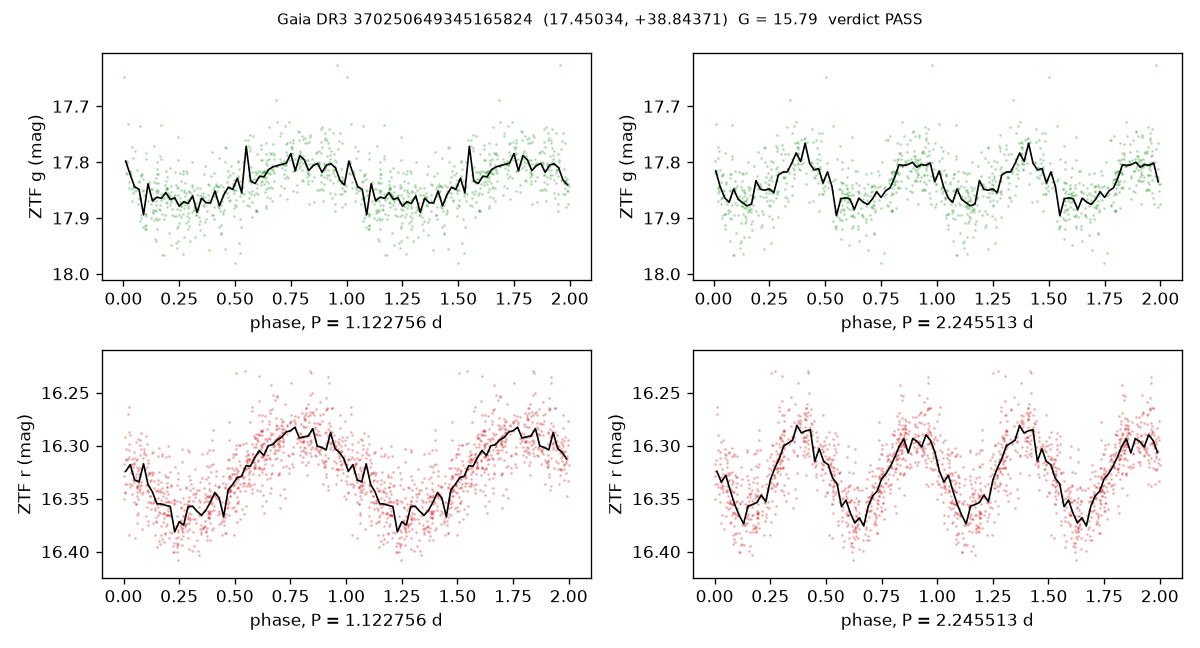 Gaia DR3 370250649345165824 (17.45034, +38.84371) G = 15.79 verdict PASS
ZTF g (mag)
17.7
17.8
17.9
18.0
0.00 0.25 0.50 0.75 1.00 1.25 1.50 1.75 2.00
phase, P = 1.122756 d
ZTF g (mag)
17.7
17.8
17.9
18.0
0.00 0.25 0.50 0.75 1.00 1.25 1.50 1.75 2.00
phase, P = 2.245513 d
ZTF r (mag)
16.25
16.30
16.35
16.40
0.00 0.25 0.50 0.75 1.00 1.25 1.50 1.75 2.00
phase, P = 1.122756 d
ZTF r (mag)
16.25
16.30
16.35
16.40
0.00 0.25 0.50 0.75 1.00 1.25 1.50 1.75 2.00
phase, P = 2.245513 d